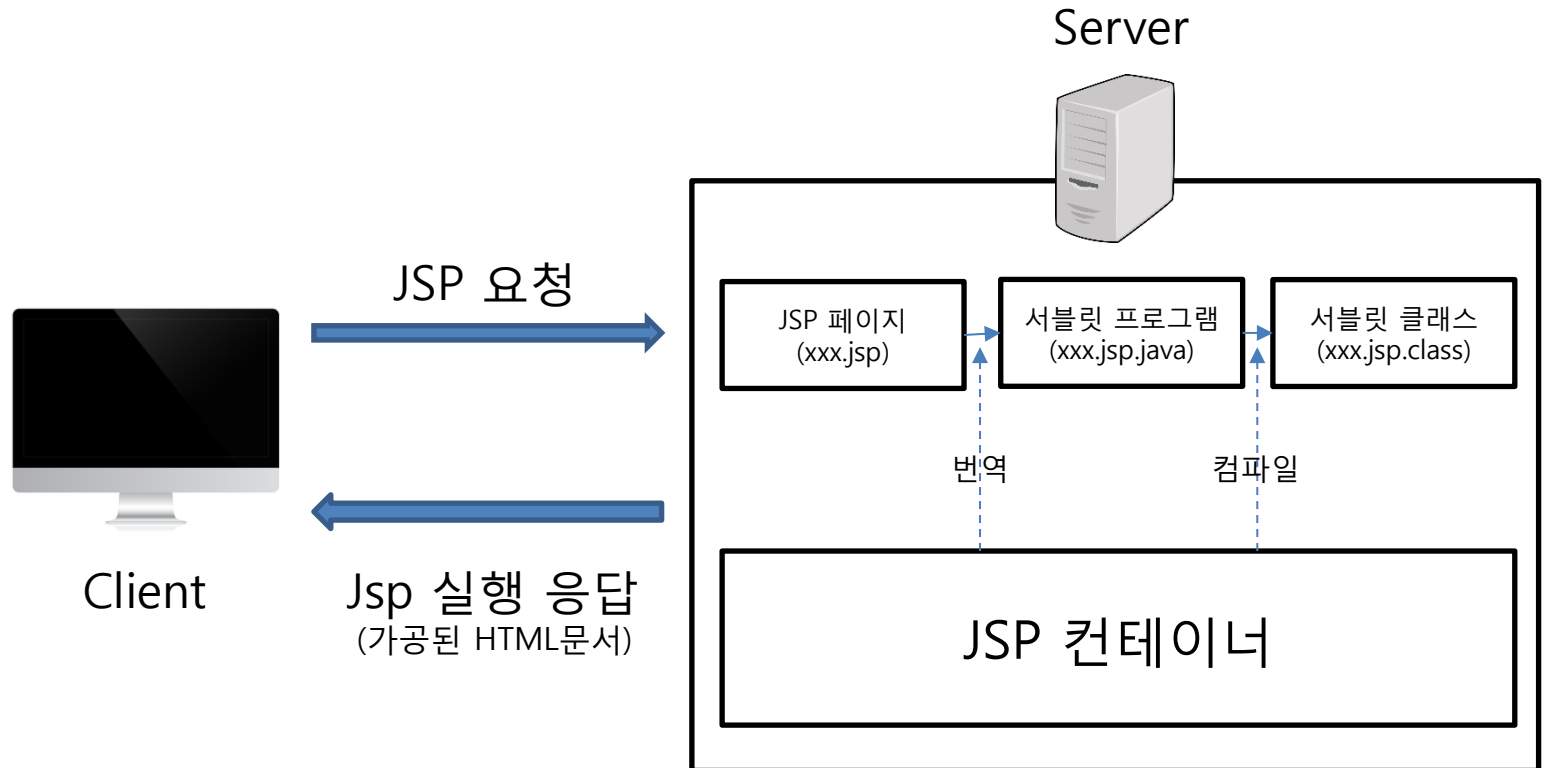 Server
JSP 요청
JSP 페이지
(xxx.jsp)
서블릿 프로그램
(xxx.jsp.java)
서블릿 클래스
(xxx.jsp.class)
번역
컴파일
Client
Jsp 실행 응답
(가공된 HTML문서)
JSP 컨테이너